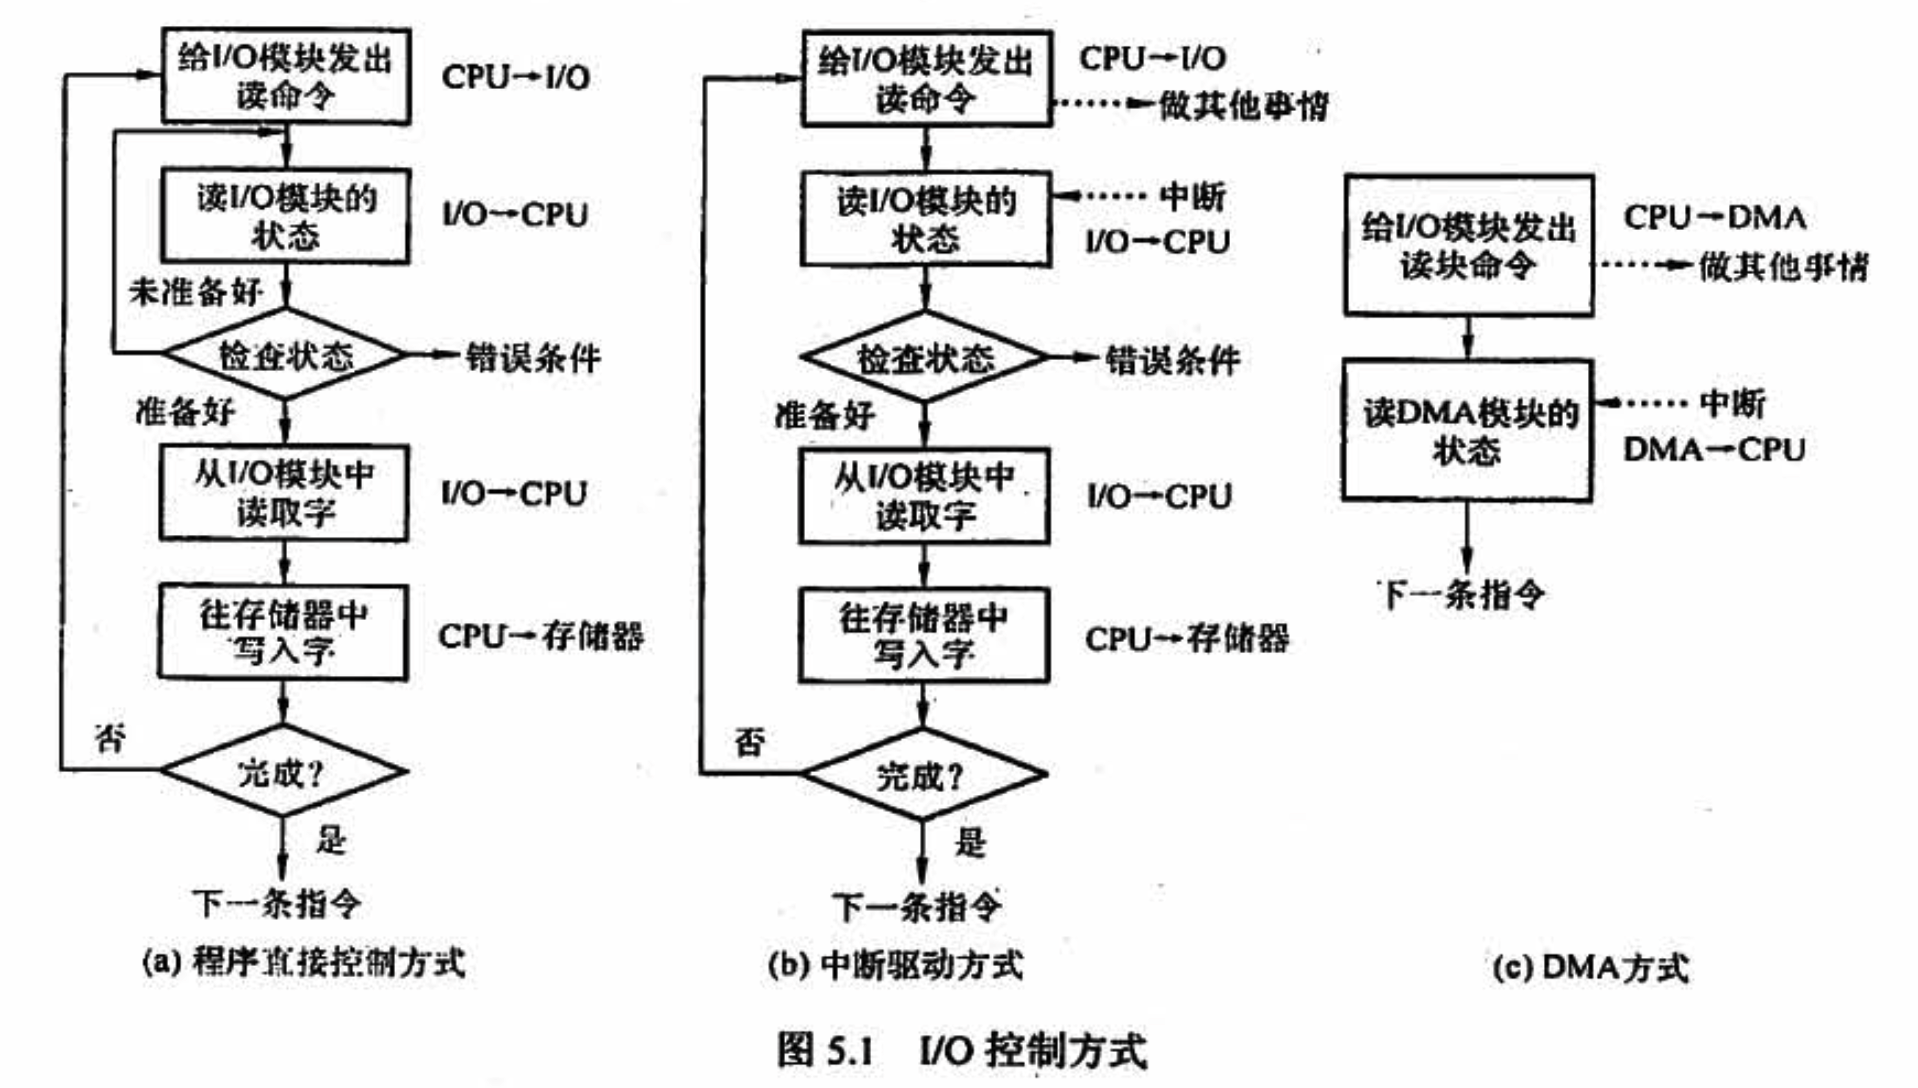 给I/O模块发出
读命令
CPU→I/O
读I/O模块的
状态
I/O→CPU
未准备好
检查状态
错误条件
准备好
从I/O模块中
读取字
I/O→CPU
往存储器中
写入字
CPU→存储器
否
完成?
是
下一条指令
(a) 程序直接控制方式
给I/O模块发出
读命令
CPU→I/O
做其他事情
读I/O模块的
状态
中断
I/O→CPU
检查状态
错误条件
准备好
从I/O模块中
读取字
I/O→CPU
往存储器中
写入字
CPU→存储器
否
完成?
是
下一条指令
(b) 中断驱动方式
给I/O模块发出
读块命令
CPU→DMA
做其他事情
读DMA模块的
状态
中断
DMA→CPU
下一条指令
(c) DMA方式
图 5.1 I/O 控制方式